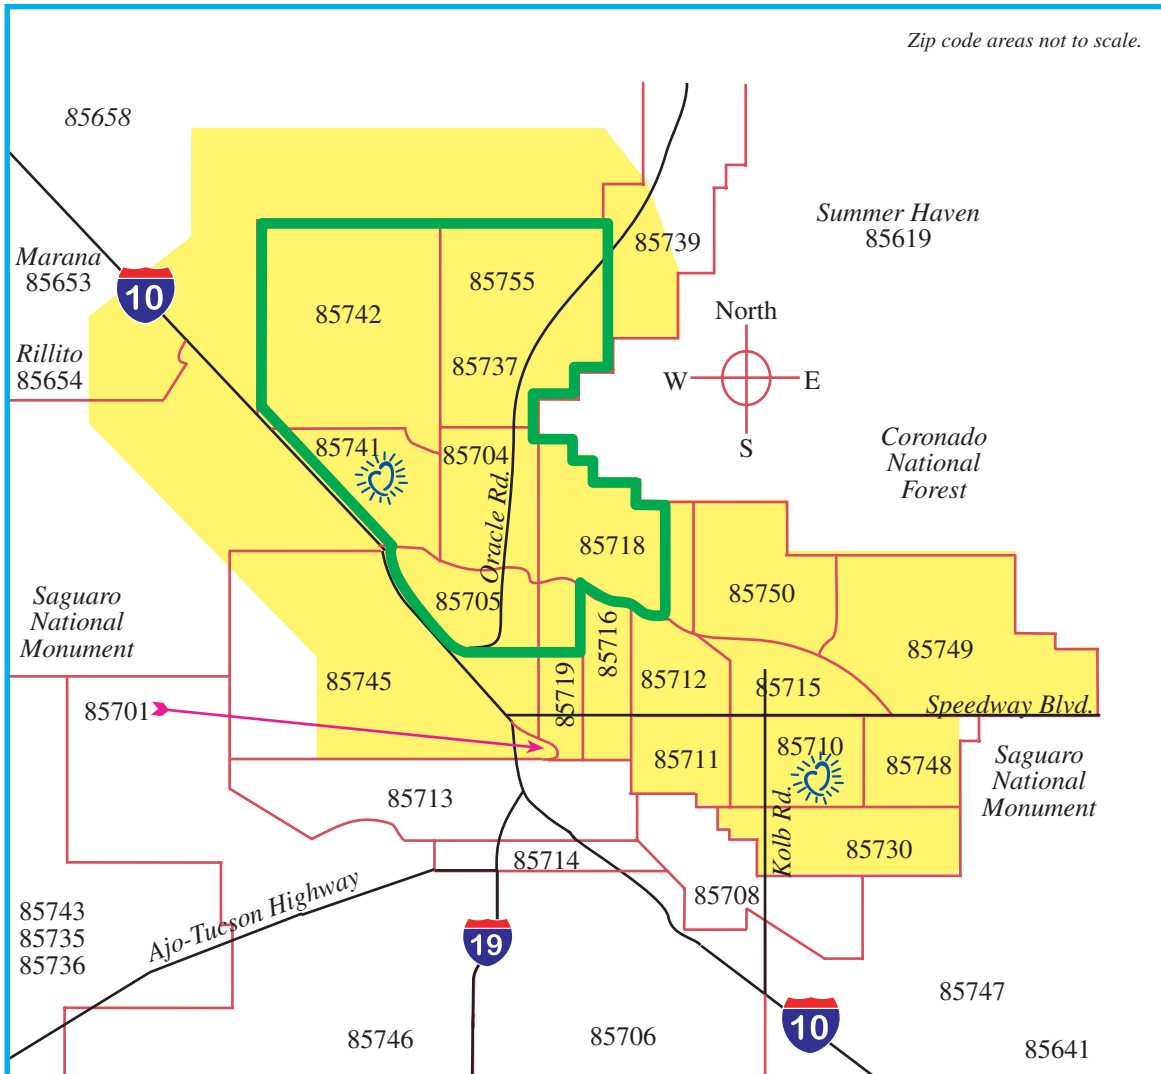 Zip code areas not to scale.
85658
Summer Haven
85619
85739
Marana
85653
10
85755
85742
North
Rillito
85654
85737
W
E
S
Coronado
National
Forest
85741
85704
Oracle Rd.
85718
Saguaro
National
Monument
85705
85750
85716
85749
85745
85719
85712
85715
85701
Speedway Blvd.
85711
85710
85748
Saguaro
National
Monument
85713
Kolb Rd.
85714
85730
85708
Ajo-Tucson Highway
85743
85735
85736
19
85747
10
85746
85706
85641